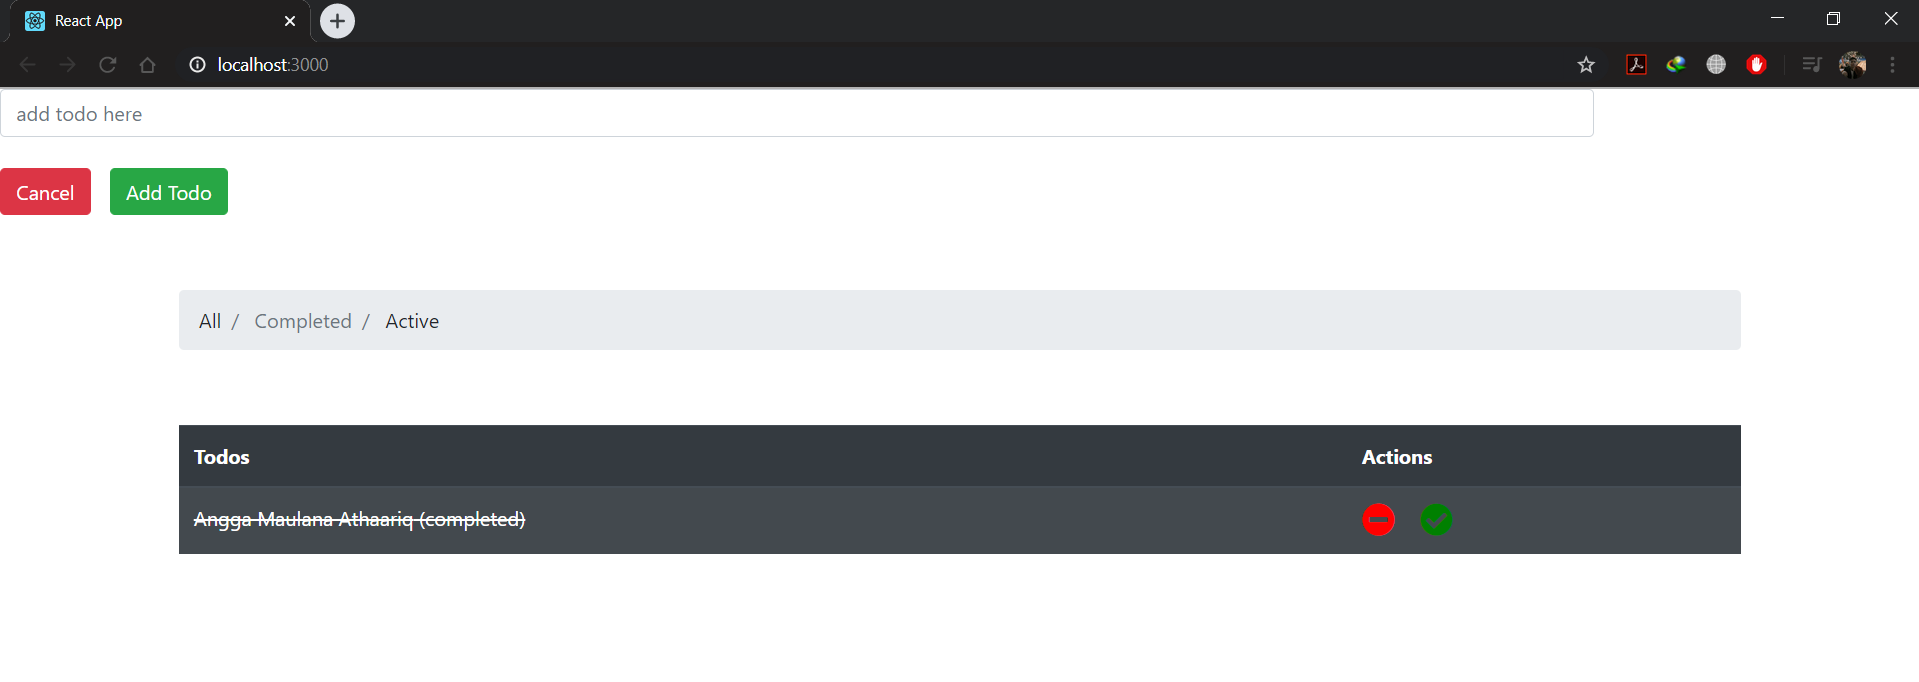 React App
localhost:3000
add todo here
Cancel Add Todo
All / Completed / Active
Todos Actions
Angga Maulana Athaariq (completed)